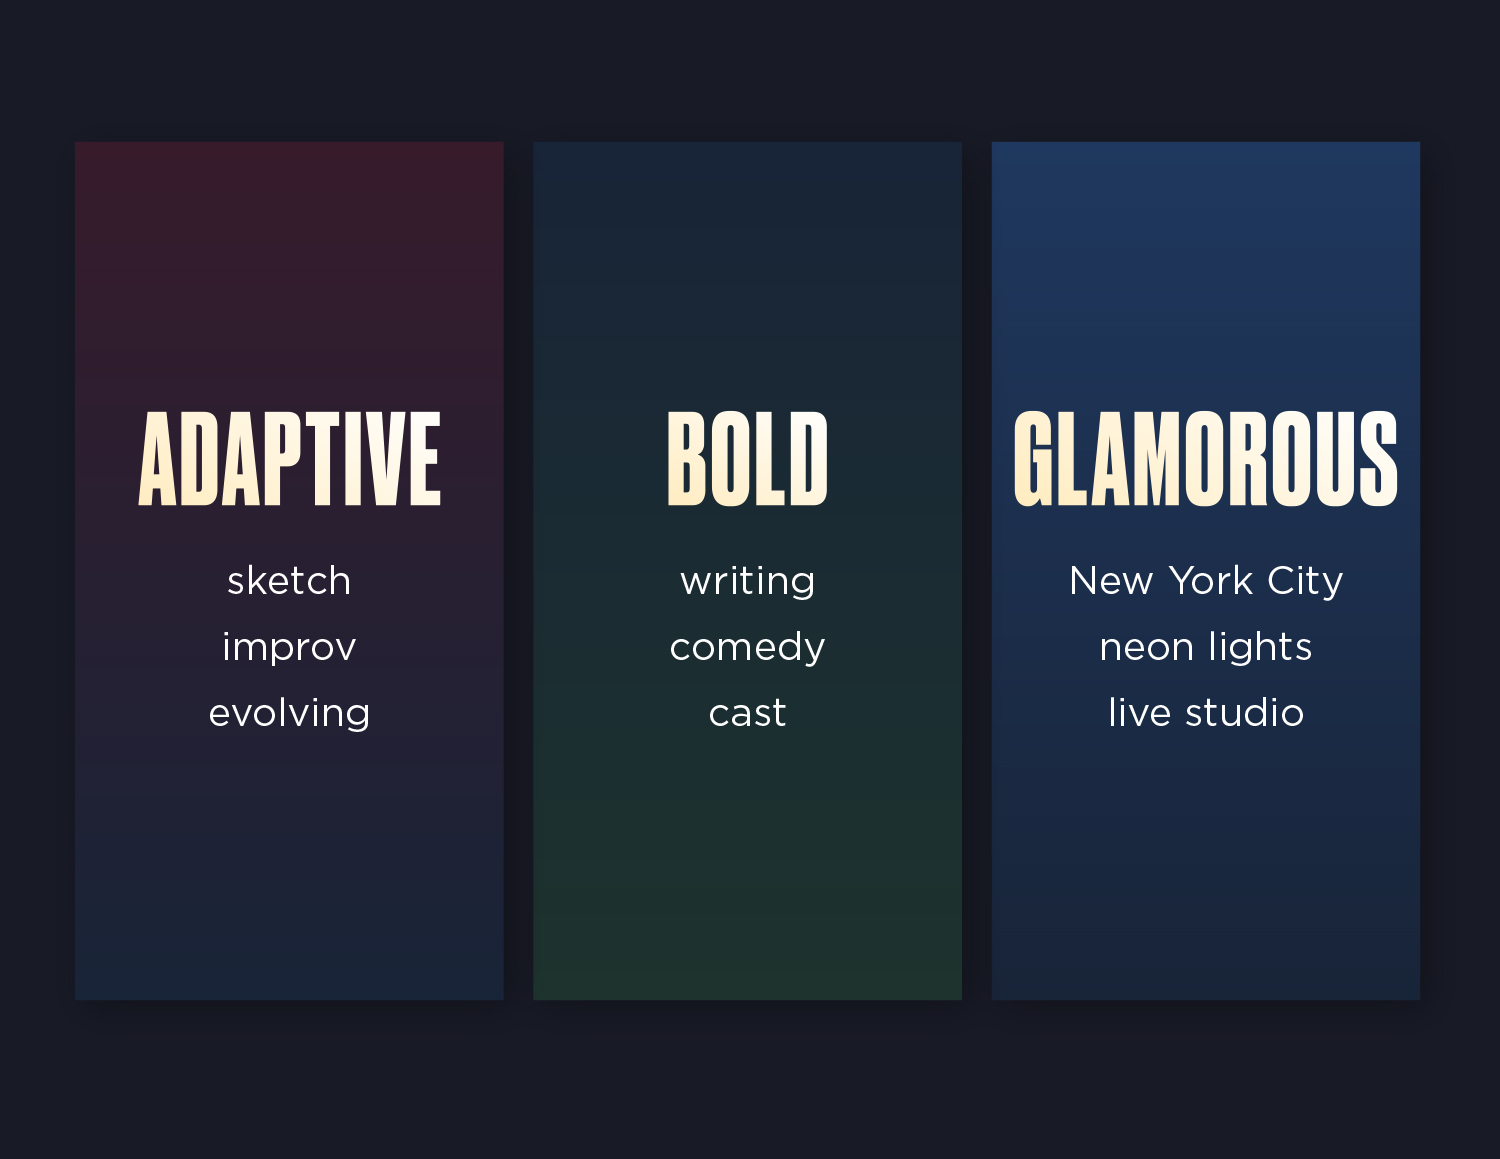 ADAPTIVE
sketch
improv
evolving
BOLD
writing
comedy
cast
GLAMOROUS
New York City
neon lights
live studio